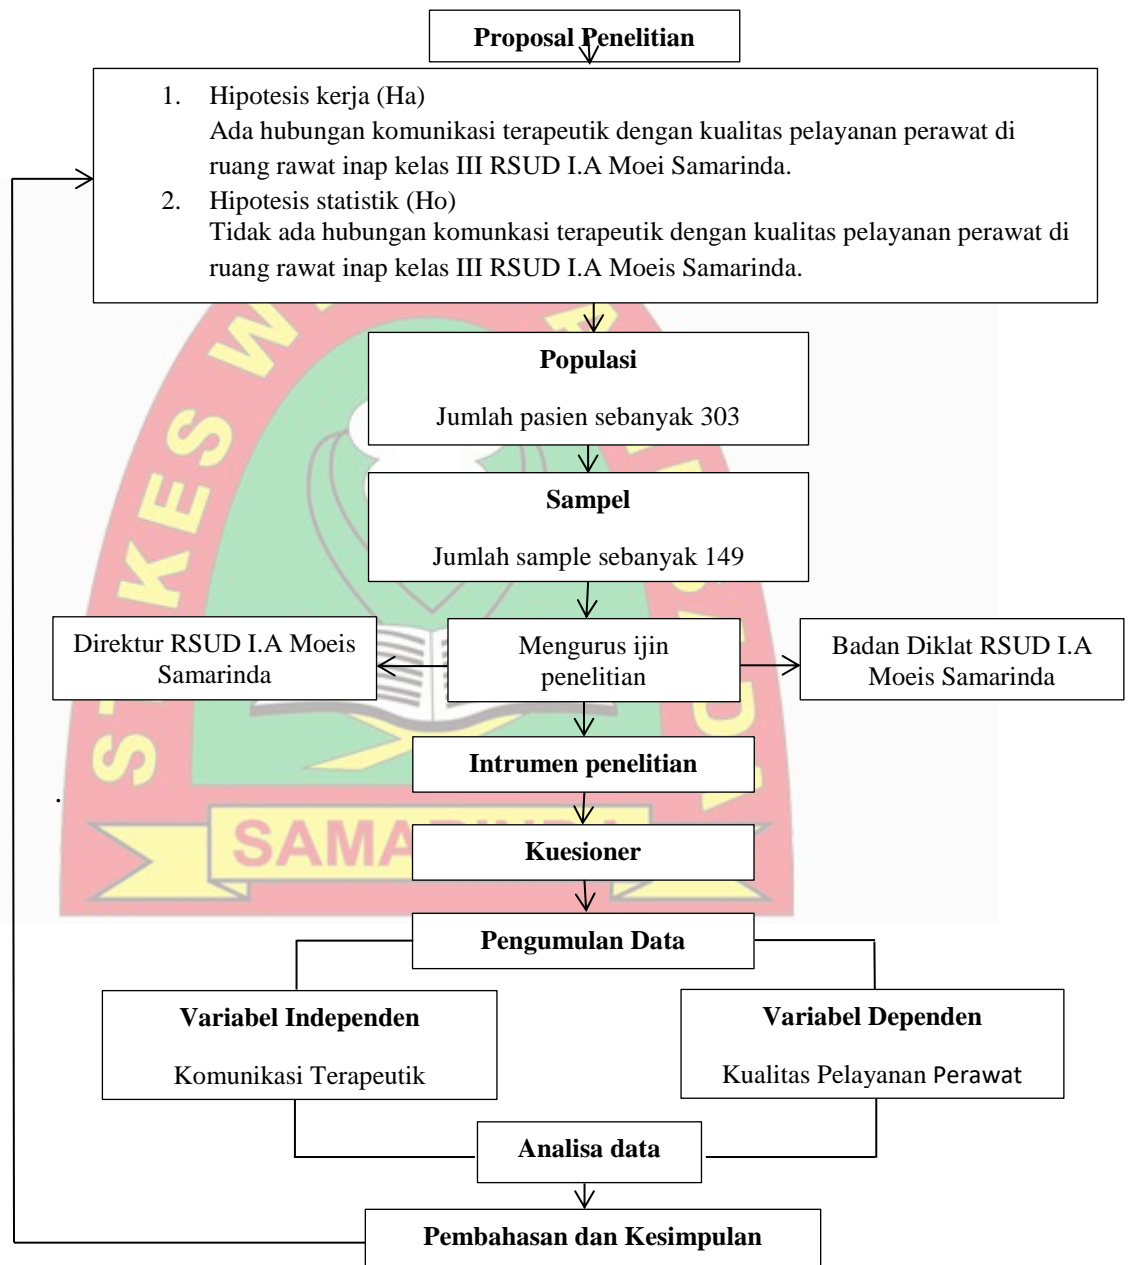 Proposal Penelitian
1. Hipotesis kerja (Ha)
Ada hubungan komunikasi terapeutik dengan kualitas pelayanan perawat di
ruang rawat inap kelas III RSUD I.A Moei Samarinda.
2. Hipotesis statistik (Ho)
Tidak ada hubungan komunkasi terapeutik dengan kualitas pelayanan perawat di
ruang rawat inap kelas III RSUD I.A Moeis Samarinda.
Populasi
Jumlah pasien sebanyak 303
Sampel
Jumlah sample sebanyak 149
Direktur RSUD I.A Moeis
Samarinda
Mengurus ijin
penelitian
Badan Diklat RSUD I.A
Moeis Samarinda
Intrumen penelitian
.
Kuesioner
Pengumulan Data
Variabel Independen
Komunikasi Terapeutik
Variabel Dependen
Kualitas Pelayanan Perawat
Analisa data
Pembahasan dan Kesimpulan